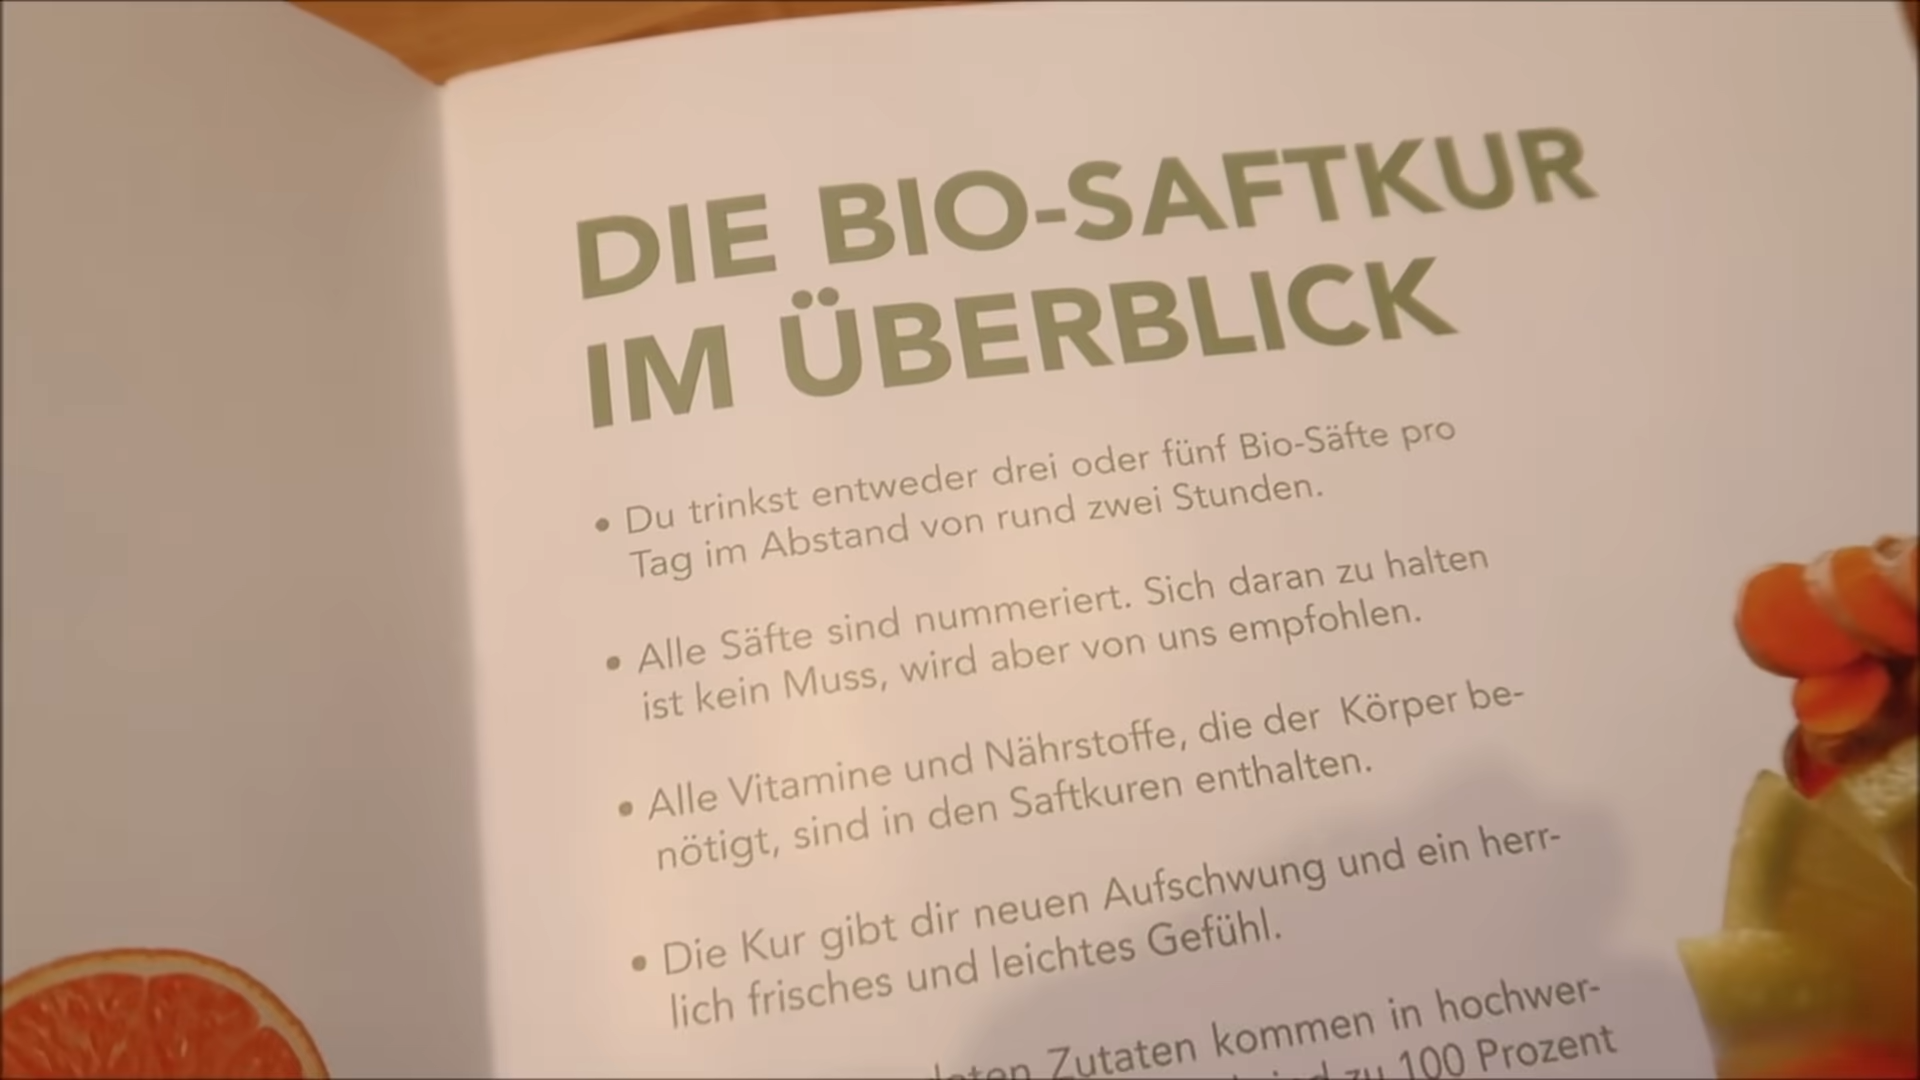 DIE BIO-SAFTKUR
IM ÜBERBLICK
• Du trinkst entweder drei oder fünf Bio-Säfte pro
Tag im Abstand von rund zwei Stunden.
• Alle Säfte sind nummeriert. Sich daran zu halten
ist kein Muss, wird aber von uns empfohlen.
• Alle Vitamine und Nährstoffe, die der Körper be-
nötigt, sind in den Saftkuren enthalten.
• Die Kur gibt dir neuen Aufschwung und ein herr-
lich frisches und leichtes Gefühl.
Zutaten kommen in hochwer-
zu 100 Prozent